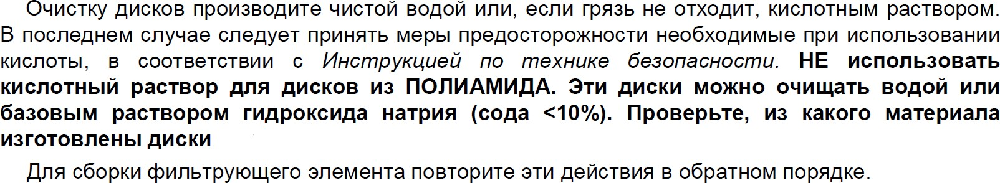 Очистку дисков производите чистой водой или, если грязь не отходит, кислотным раствором.
В последнем случае следует принять меры предосторожности необходимые при использовании
кислоты, в соответствии с Инструкцией по технике безопасности. НЕ использовать
кислотный раствор для дисков из ПОЛИАМИДА. Эти диски можно очищать водой или
базовым раствором гидроксида натрия (сода <10%). Проверьте, из какого материала
изготовлены диски
Для сборки фильтрующего элемента повторите эти действия в обратном порядке.